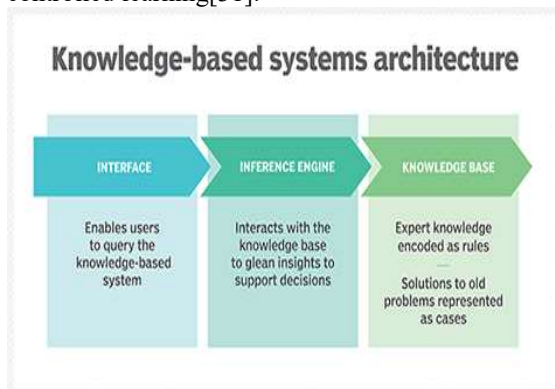 Knowledge-based systems architecture
INTERFACE
Enables users
to query the
knowledge-based
system
INFERENCE ENGINE
Interacts with the
knowledge base
to glean insights to
support decisions
KNOWLEDGE BASE
Expert knowledge
encoded as rules
Solutions to old
problems represented
as cases